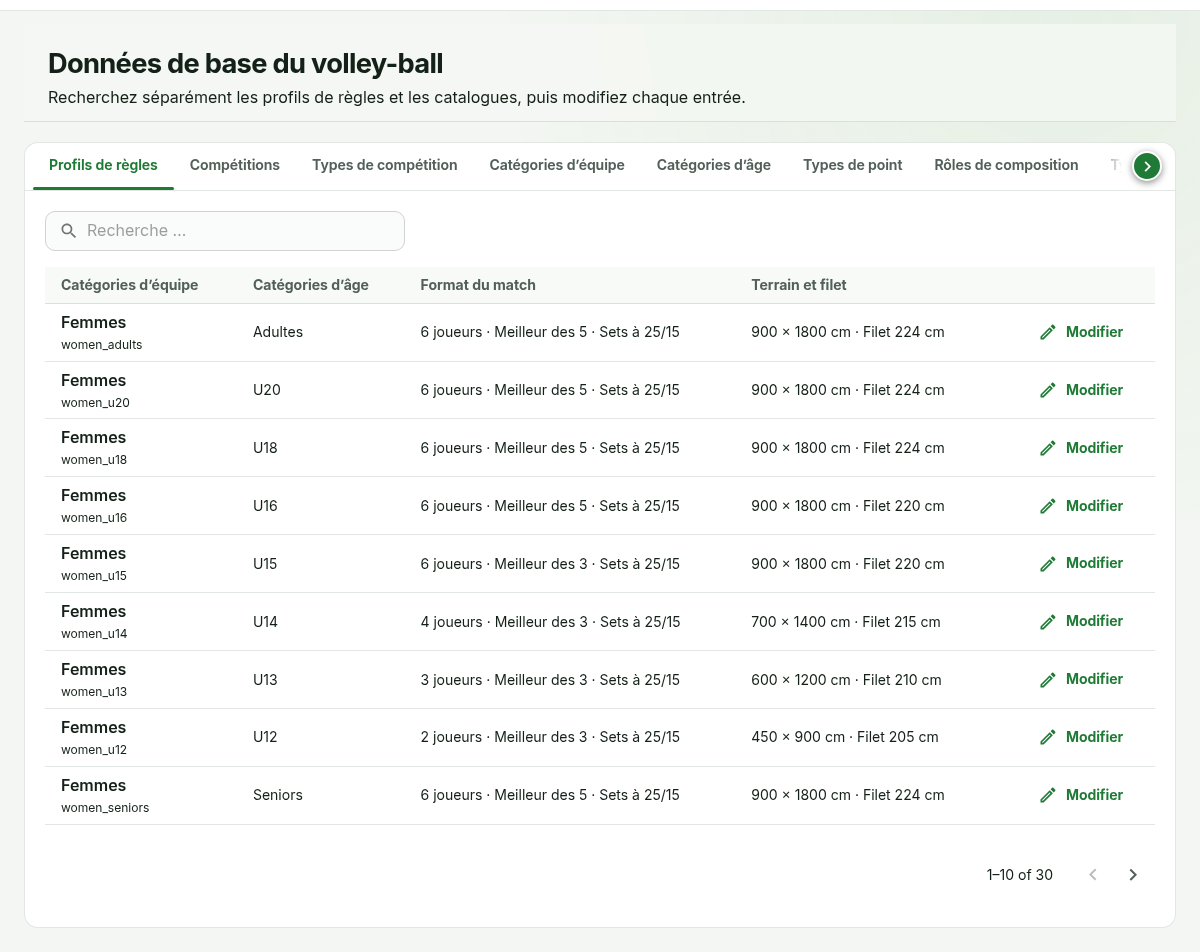 Données de base du volley-ball
Recherchez séparément les profils de règles et les catalogues, puis modifiez chaque entrée.
Profils de règles Compétitions Types de compétition Catégories d’équipe Catégories d’âge Types de point Rôles de composition
Recherche ...
Catégories d’équipe Catégories d’âge Format du match Terrain et filet
Femmes
women_adults
Adultes 6 joueurs · Meilleur des 5 · Sets à 25/15 900 × 1800 cm · Filet 224 cm Modifier
Femmes
women_u20
U20 6 joueurs · Meilleur des 5 · Sets à 25/15 900 × 1800 cm · Filet 224 cm Modifier
Femmes
women_u18
U18 6 joueurs · Meilleur des 5 · Sets à 25/15 900 × 1800 cm · Filet 224 cm Modifier
Femmes
women_u16
U16 6 joueurs · Meilleur des 5 · Sets à 25/15 900 × 1800 cm · Filet 220 cm Modifier
Femmes
women_u15
U15 6 joueurs · Meilleur des 3 · Sets à 25/15 900 × 1800 cm · Filet 220 cm Modifier
Femmes
women_u14
U14 4 joueurs · Meilleur des 3 · Sets à 25/15 700 × 1400 cm · Filet 215 cm Modifier
Femmes
women_u13
U13 3 joueurs · Meilleur des 3 · Sets à 25/15 600 × 1200 cm · Filet 210 cm Modifier
Femmes
women_u12
U12 2 joueurs · Meilleur des 3 · Sets à 25/15 450 × 900 cm · Filet 205 cm Modifier
Femmes
women_seniors
Seniors 6 joueurs · Meilleur des 5 · Sets à 25/15 900 × 1800 cm · Filet 224 cm Modifier
1–10 of 30